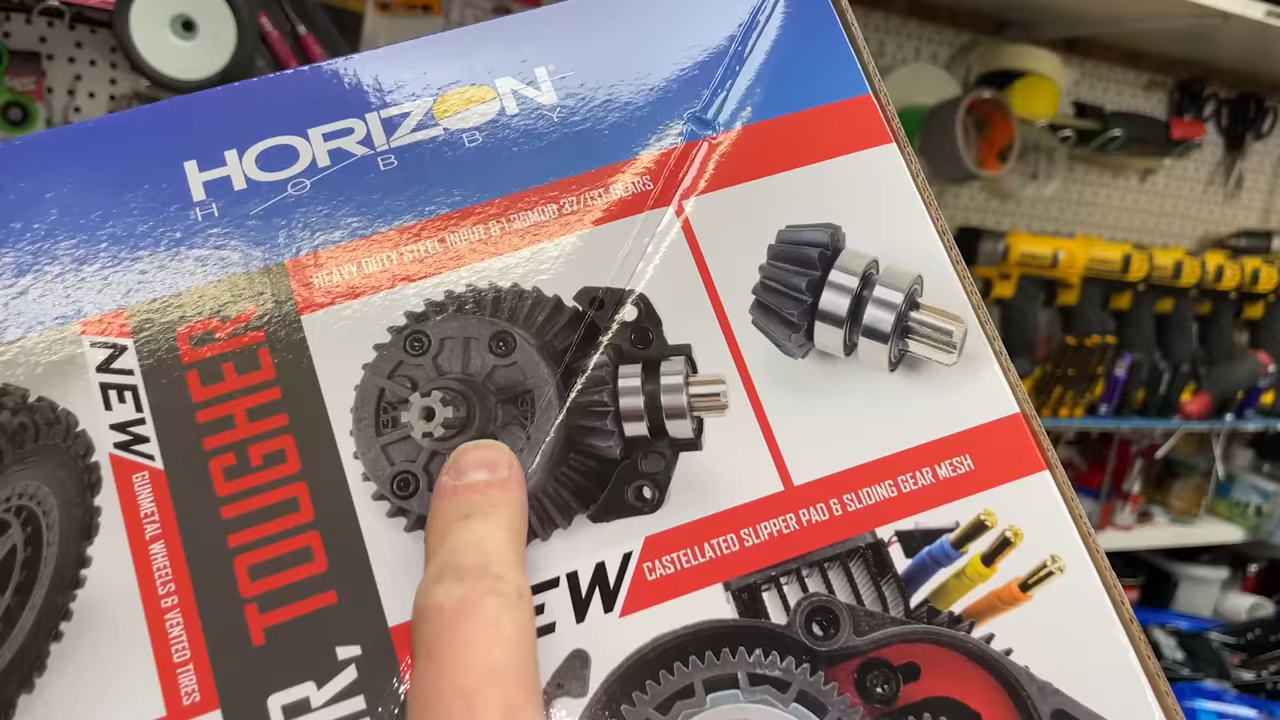 HORIZON
HOBBY
HEAVY DUTY STEEL INPUT & 1.35MOD 37/13T GEARS
NEW
GUNMETAL WHEELS & VENTED TIRES
TOUGHER
CASTELLATED SLIPPER PAD & SLIDING GEAR MESH
EW
R,